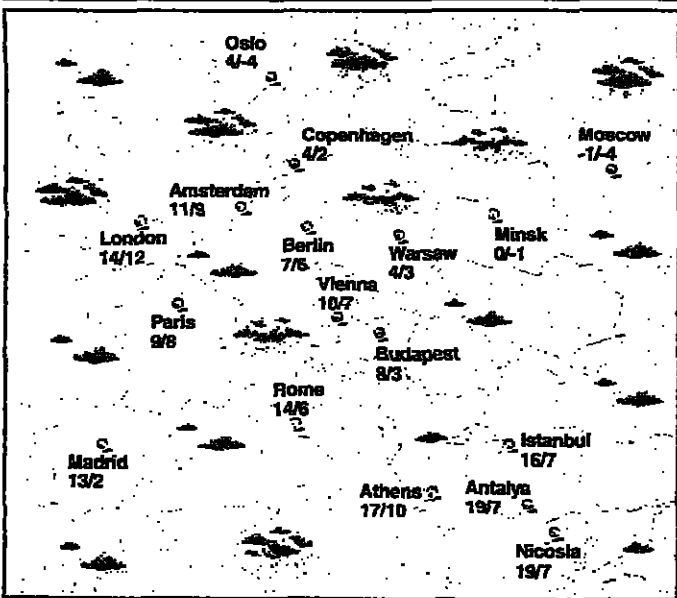 Oslo
4/-4
Copenhagen
4/2
Moscow
-1/-4
Amsterdam
11/9
London
14/12
Berlin
7/6
Warsaw
4/3
Minsk
0/-1
Vienna
10/7
Paris
9/8
Budapest
8/3
Rome
14/6
Madrid
13/2
Istanbul
16/7
Athens
17/10
Antalya
19/7
Nicosia
19/7